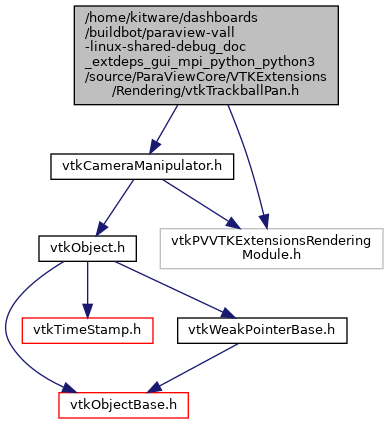 /home/kitware/dashboards
/buildbot/paraview-vall
-linux-shared-debug_doc
_extdeps_gui_mpi_python_python3
/source/ParaViewCore/VTKExtensions
/Rendering/vtkTrackballPan.h
vtkCameraManipulator.h
vtkObject.h
vtkPVVTKExtensionsRendering
Module.h
vtkTimeStamp.h
vtkWeakPointerBase.h
vtkObjectBase.h